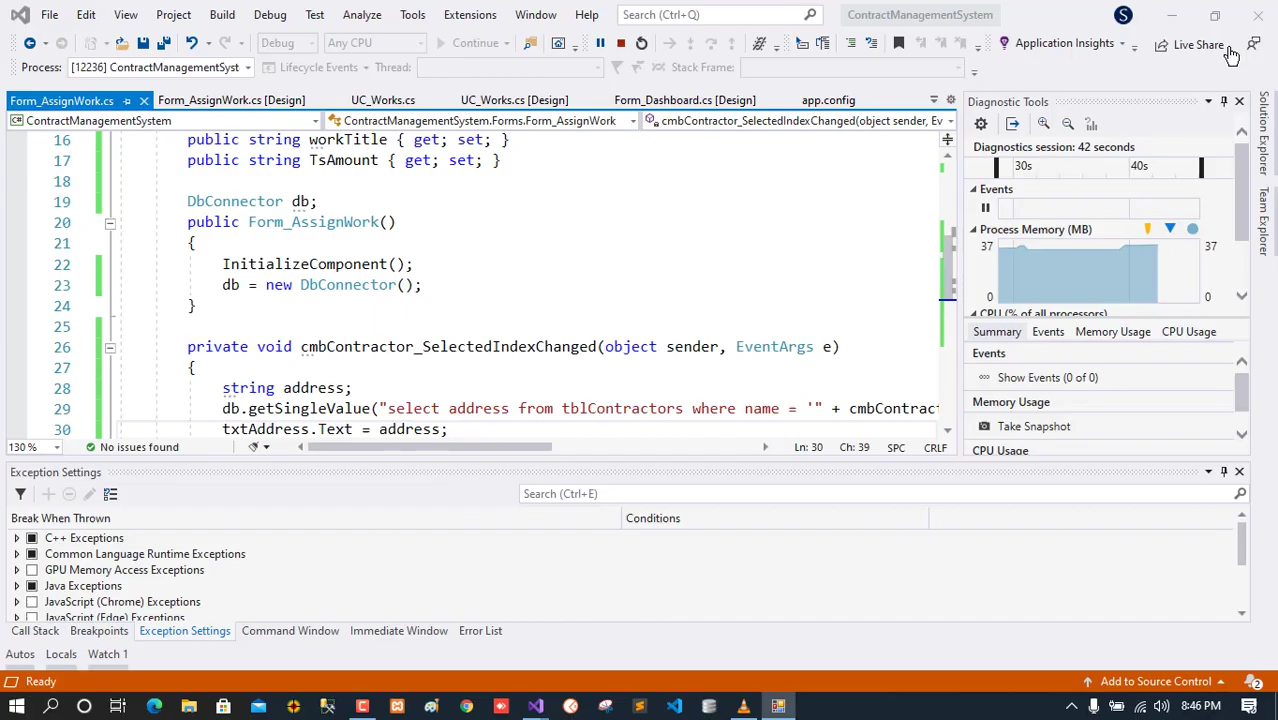 File Edit View Project Build Debug Test Analyze Tools Extensions Window Help Search (Ctrl+Q) ContractManagementSystem S
Debug Any CPU Continue Application Insights Live Share
Process: [12236] ContractManagementSyst Lifecycle Events Thread: Stack Frame:
Form_AssignWork.cs Form_AssignWork.cs [Design] UC_Works.cs UC_Works.cs [Design] Form_Dashboard.cs [Design] app.config
ContractManagementSystem ContractManagementSystem.Forms.Form_AssignWork cmbContractor_SelectedIndexChanged(object sender, Ev
16 public string workTitle { get; set; }
17 public string TsAmount { get; set; }
18
19 DbConnector db;
20 public Form_AssignWork()
21 {
22 InitializeComponent();
23 db = new DbConnector();
24 }
25
26 private void cmbContractor_SelectedIndexChanged(object sender, EventArgs e)
27 {
28 string address;
29 db.getSingleValue("select address from tblContractors where name = '" + cmbContract
30 txtAddress.Text = address;
130 % No issues found Ln: 30 Ch: 39 SPC CRLF
Diagnostic Tools
Diagnostics session: 42 seconds
30s 40s
Events
Process Memory (MB)
37 37
0 0
CPU (% of all processors)
Summary Events Memory Usage CPU Usage
Events
Show Events (0 of 0)
Memory Usage
Take Snapshot
CPU Usage
Solution Explorer
Team Explorer
Exception Settings
Search (Ctrl+E)
Break When Thrown Conditions
C++ Exceptions
Common Language Runtime Exceptions
GPU Memory Access Exceptions
Java Exceptions
JavaScript (Chrome) Exceptions
JavaScript (Edge) Exceptions
Call Stack Breakpoints Exception Settings Command Window Immediate Window Error List
Autos Locals Watch 1
Ready Add to Source Control 2
8:46 PM